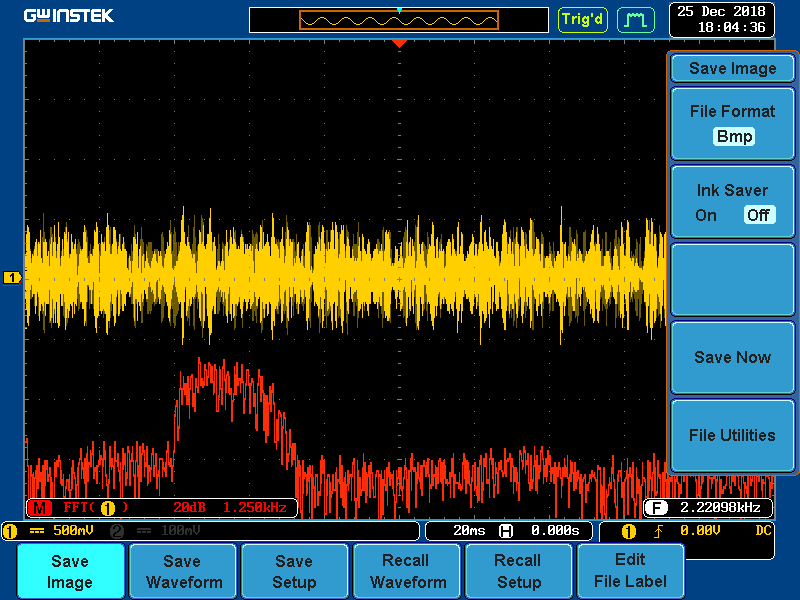 GWINSTEK
Trig'd
25 Dec 2018
18:04:36
Save Image
File Format
Bmp
Ink Saver
On Off
Save Now
File Utilities
1
M FFT( 1 ) 20dB 1.250kHz
F 2.22098kHz
1 500mV 2 100mV
20ms H 0.000s
1 0.00V DC
Save Image
Save Waveform
Save Setup
Recall Waveform
Recall Setup
Edit File Label